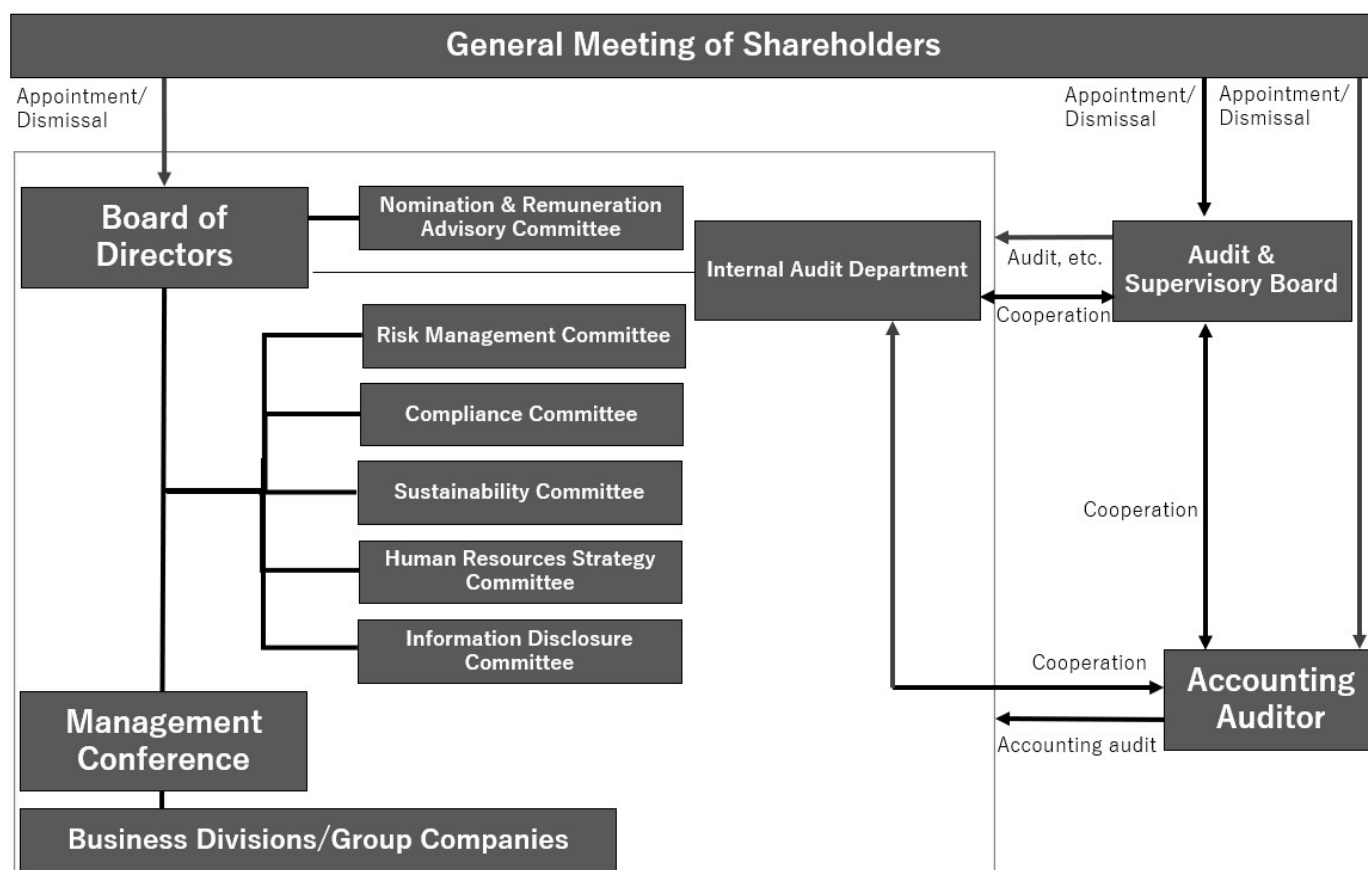 General Meeting of Shareholders
Appointment/
Dismissal
Appointment/
Dismissal
Appointment/
Dismissal
Board of
Directors
Nomination & Remuneration
Advisory Committee
Internal Audit Department
Audit, etc.
Audit &
Supervisory Board
Cooperation
Risk Management Committee
Compliance Committee
Sustainability Committee
Cooperation
Human Resources Strategy
Committee
Information Disclosure
Committee
Cooperation
Accounting
Auditor
Accounting audit
Management
Conference
Business Divisions/Group Companies